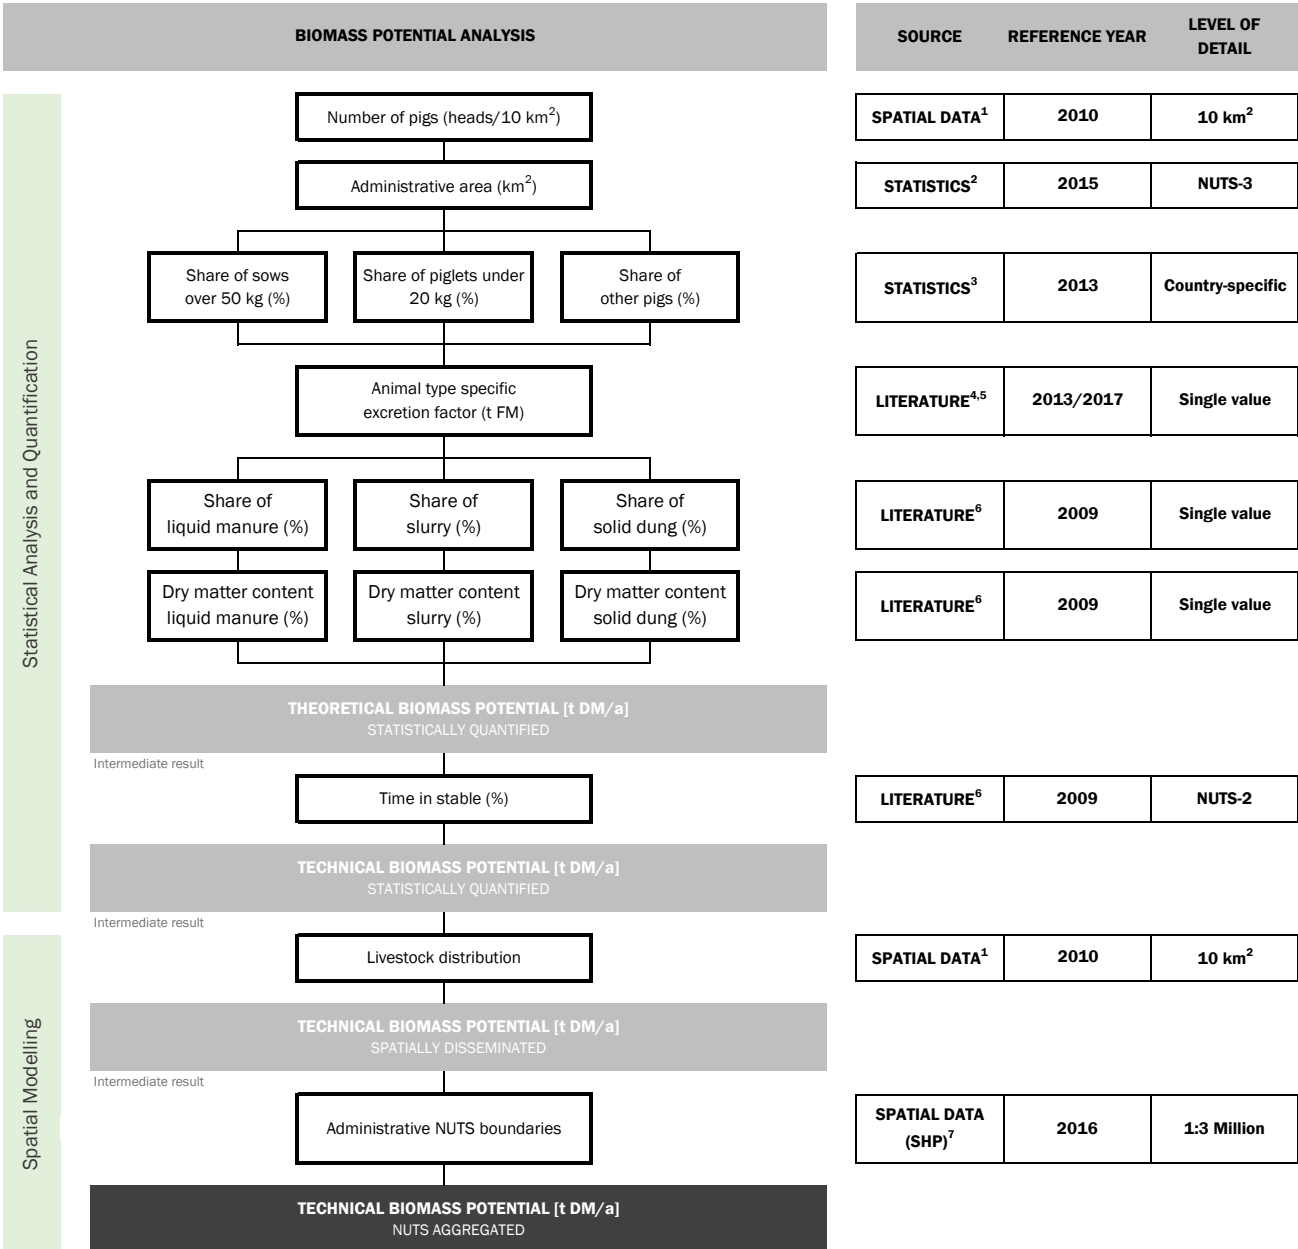 BIOMASS POTENTIAL ANALYSIS
SOURCE
REFERENCE YEAR
LEVEL OF
DETAIL
Statistical Analysis and Quantification
Number of pigs (heads/10 km²)
SPATIAL DATA¹
2010
10 km²
Administrative area (km²)
STATISTICS²
2015
NUTS-3
Share of sows
over 50 kg (%)
Share of piglets under
20 kg (%)
Share of
other pigs (%)
STATISTICS³
2013
Country-specific
Animal type specific
excretion factor (t FM)
LITERATURE⁴,⁵
2013/2017
Single value
Share of
liquid manure (%)
Share of
slurry (%)
Share of
solid dung (%)
LITERATURE⁶
2009
Single value
Dry matter content
liquid manure (%)
Dry matter content
slurry (%)
Dry matter content
solid dung (%)
LITERATURE⁶
2009
Single value
THEORETICAL BIOMASS POTENTIAL [t DM/a]
STATISTICALLY QUANTIFIED
Intermediate result
Time in stable (%)
LITERATURE⁶
2009
NUTS-2
TECHNICAL BIOMASS POTENTIAL [t DM/a]
STATISTICALLY QUANTIFIED
Intermediate result
Spatial Modelling
Livestock distribution
SPATIAL DATA¹
2010
10 km²
TECHNICAL BIOMASS POTENTIAL [t DM/a]
SPATIALLY DISSEMINATED
Intermediate result
Administrative NUTS boundaries
SPATIAL DATA
(SHP)⁷
2016
1:3 Million
TECHNICAL BIOMASS POTENTIAL [t DM/a]
NUTS AGGREGATED